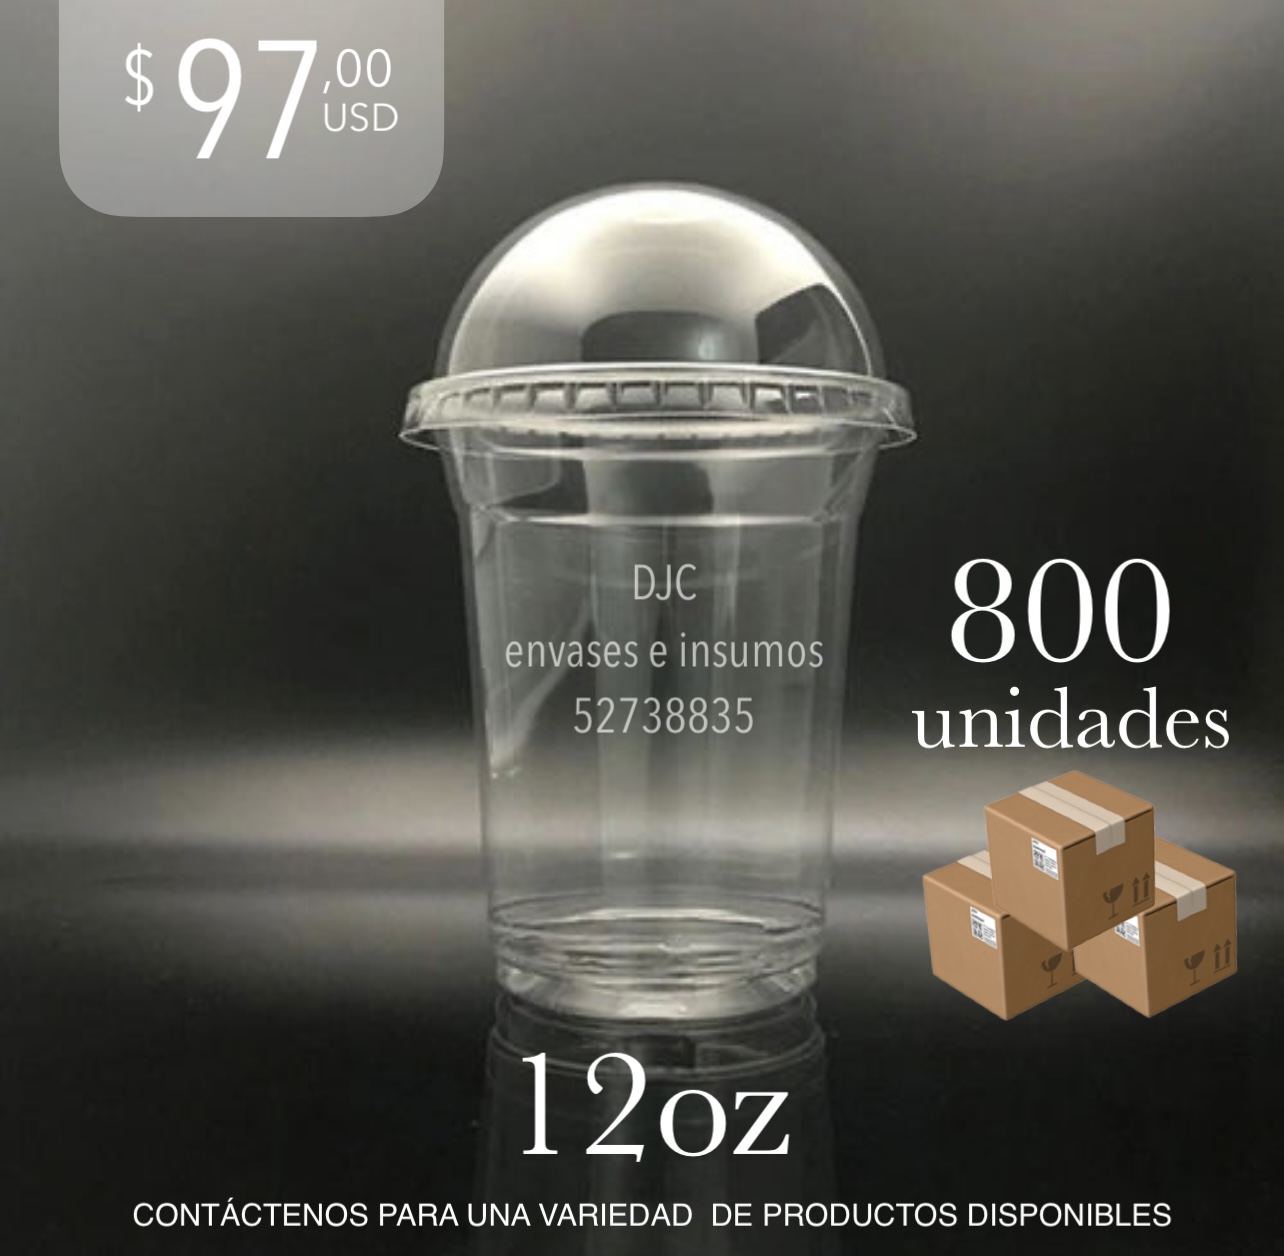 $ 97,00
USD
DJC
envases e insumos
52738835
800
unidades
12oz
CONTÁCTENOS PARA UNA VARIEDAD DE PRODUCTOS DISPONIBLES